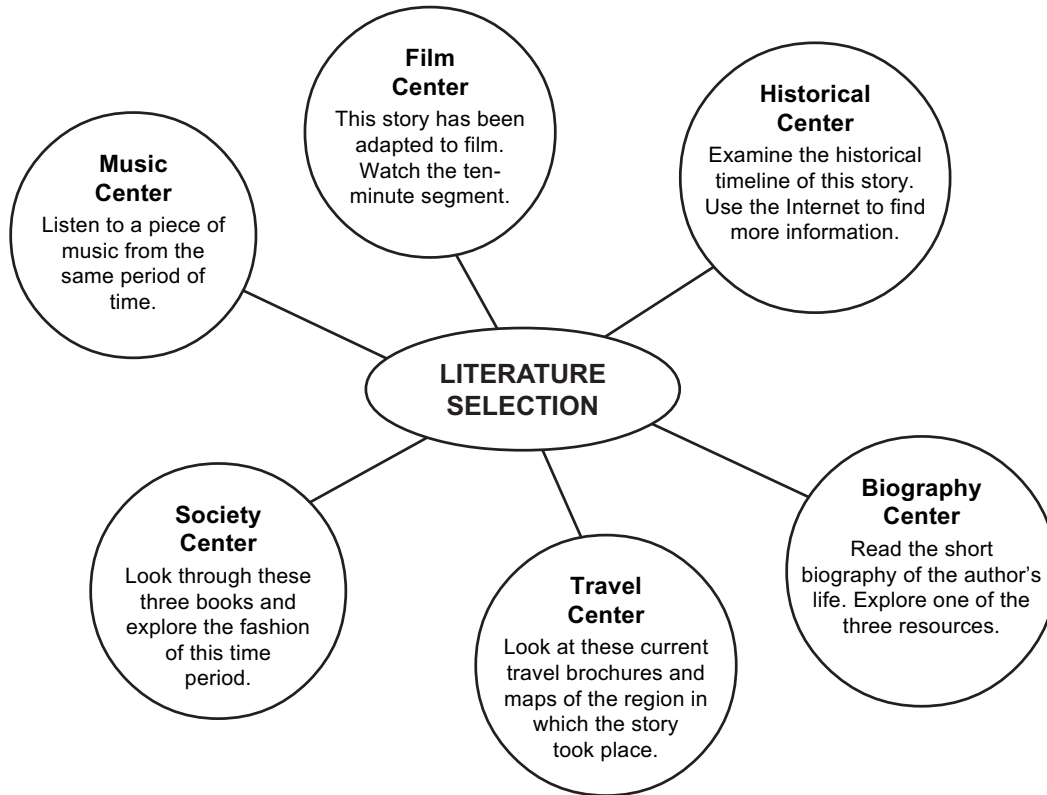 Film
Center
This story has been
adapted to film.
Watch the ten-
minute segment.
Historical
Center
Examine the historical
timeline of this story.
Use the Internet to find
more information.
Music
Center
Listen to a piece of
music from the
same period of
time.
LITERATURE
SELECTION
Society
Center
Look through these
three books and
explore the fashion
of this time
period.
Travel
Center
Look at these current
travel brochures and
maps of the region in
which the story
took place.
Biography
Center
Read the short
biography of the author’s
life. Explore one of the
three resources.